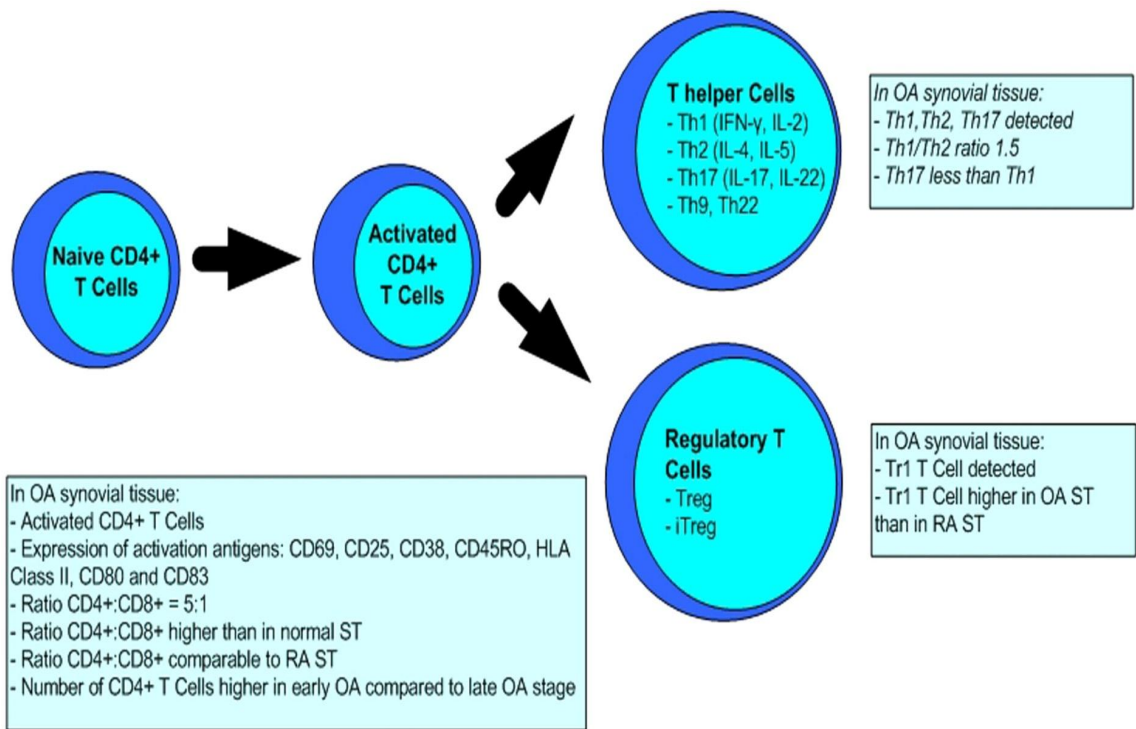 Naive CD4+
T Cells
Activated
CD4+
T Cells
T helper Cells
- Th1 (IFN-γ, IL-2)
- Th2 (IL-4, IL-5)
- Th17 (IL-17, IL-22)
- Th9, Th22
In OA synovial tissue:
- Th1,Th2, Th17 detected
- Th1/Th2 ratio 1.5
- Th17 less than Th1
Regulatory T
Cells
- Treg
- iTreg
In OA synovial tissue:
- Tr1 T Cell detected
- Tr1 T Cell higher in OA ST
than in RA ST
In OA synovial tissue:
- Activated CD4+ T Cells
- Expression of activation antigens: CD69, CD25, CD38, CD45RO, HLA
Class II, CD80 and CD83
- Ratio CD4+:CD8+ = 5:1
- Ratio CD4+:CD8+ higher than in normal ST
- Ratio CD4+:CD8+ comparable to RA ST
- Number of CD4+ T Cells higher in early OA compared to late OA stage